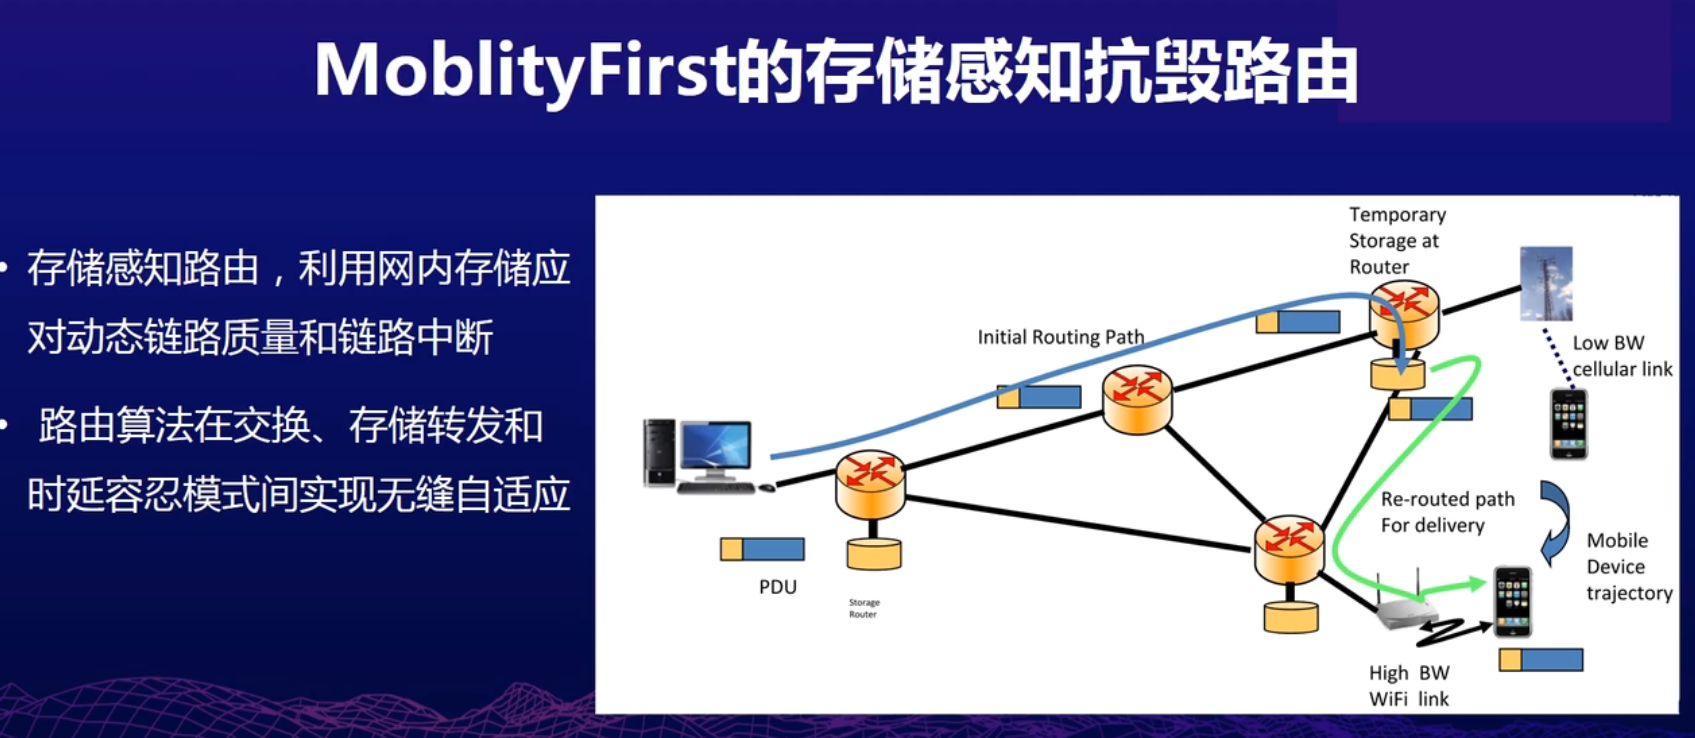 MoblityFirst的存储感知抗毁路由
• 存储感知路由，利用网内存储应
对动态链路质量和链路中断
• 路由算法在交换、存储转发和
时延容忍模式间实现无缝自适应
Temporary
Storage at
Router
Initial Routing Path
Low BW
cellular link
Re-routed path
For delivery
Mobile
Device
trajectory
PDU
Storage
Router
High BW
WiFi link